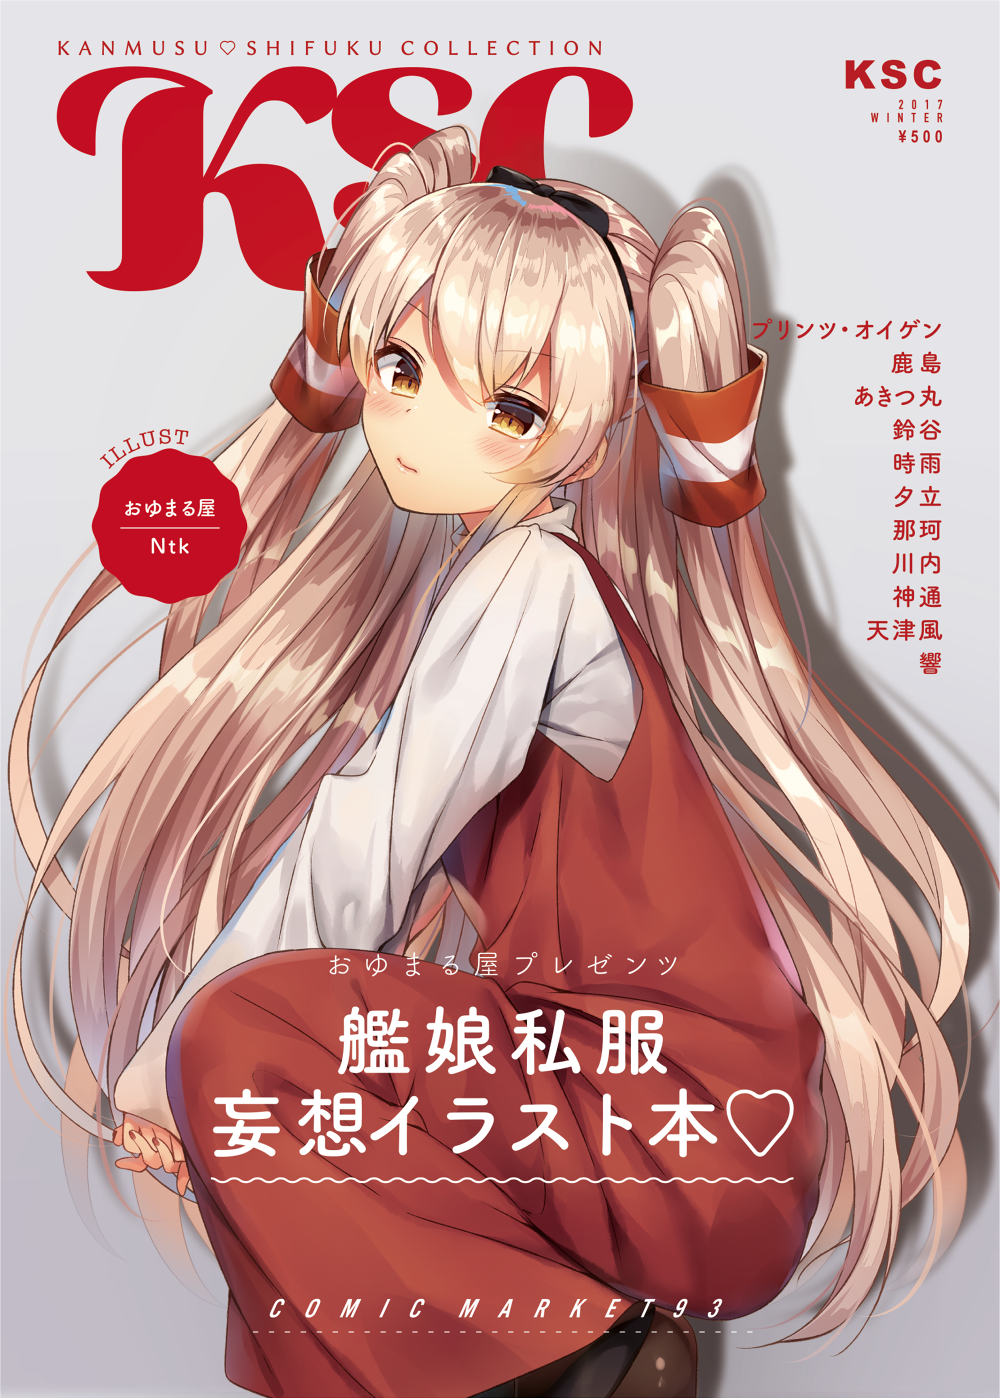 KANMUSU♡SHIFUKU COLLECTION
KSC
KSC
2017
WINTER
¥500
プリンツ・オイゲン
鹿島
あきつ丸
鈴谷
時雨
夕立
那珂
川内
神通
天津風
響
ILLUST
おゆまる屋
Ntk
おゆまる屋プレゼンツ
艦娘私服
妄想イラスト本♡
COMIC MARKET93